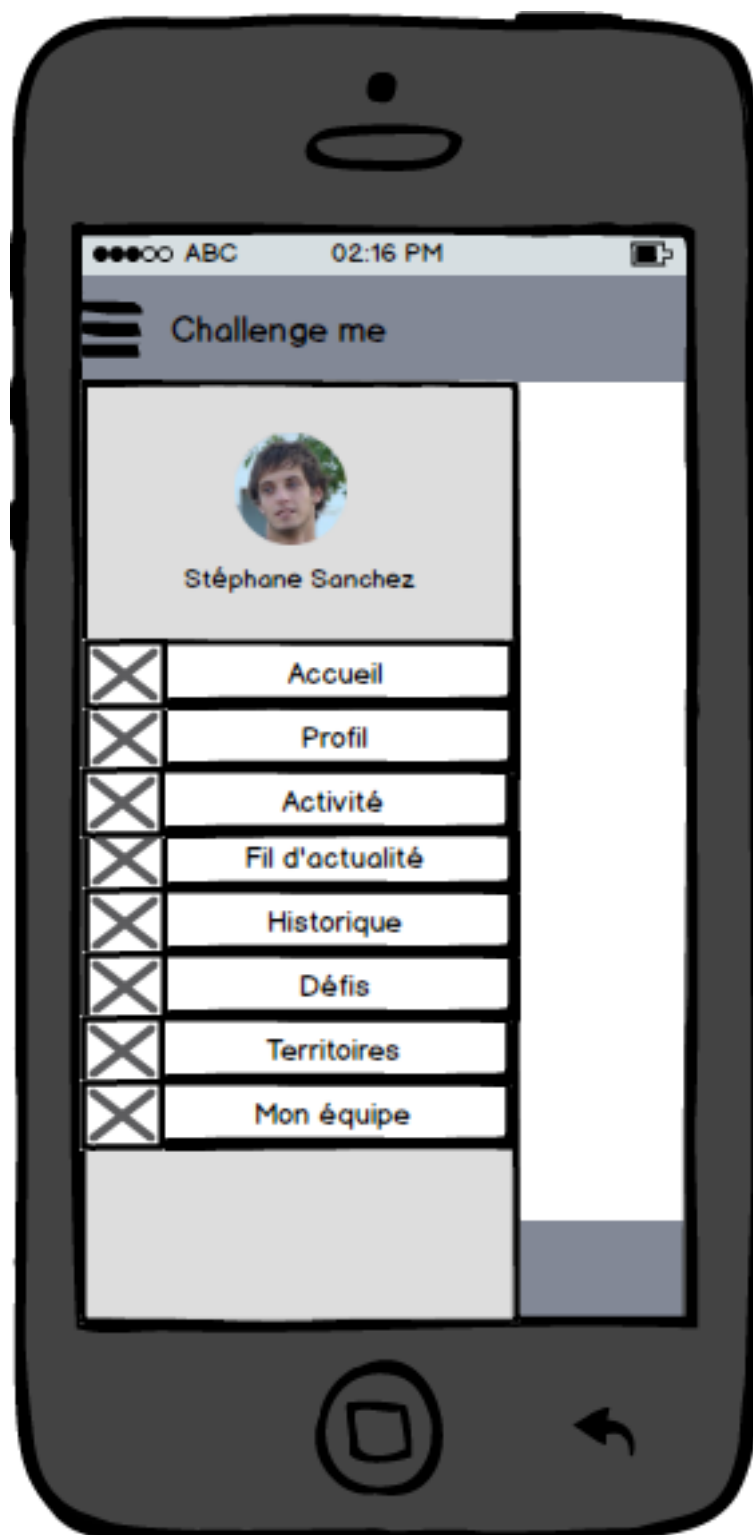 ABC 02:16 PM
Challenge me
Stéphane Sanchez
Accueil
Profil
Activité
Fil d'actualité
Historique
Défis
Territoires
Mon équipe